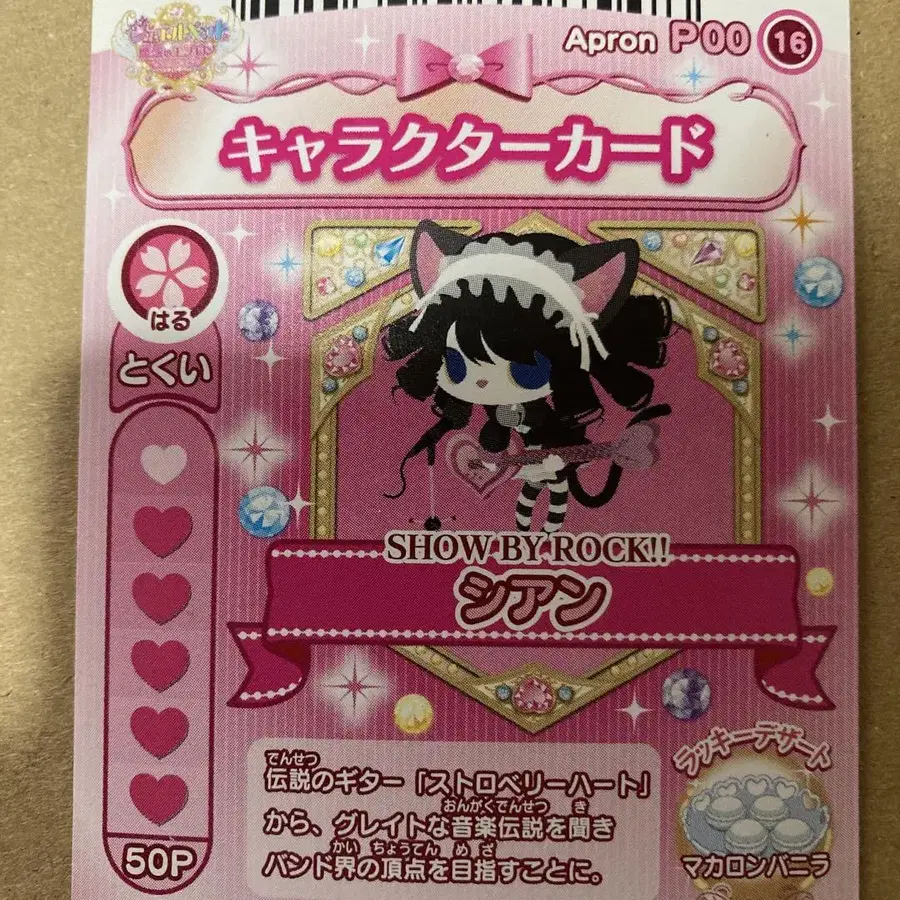 Apron P00 16
キャラクターカード
はる
とくい
50P
SHOW BY ROCK!!
シアン
でんせつ
伝説のギター「ストロベリーハート」
おんがくでんせつ き
から、グレイトな音楽伝説を聞き
かい ちょうてん めざ
バンド界の頂点を目指すことに。
ラッキーデザート
マカロンバニラ